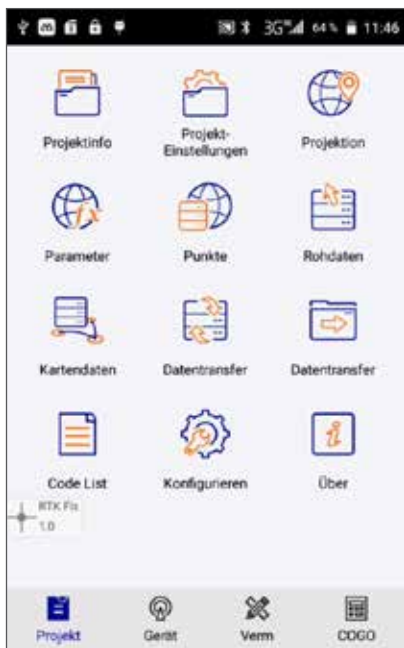 3G 64% 11:46
Projektinfo
Projekt-
Einstellungen
Projektion
Parameter
Punkte
Rohdaten
Kartendaten
Datentransfer
Datentransfer
Code List
Konfigurieren
Über
RTK Fix
1.0
Projekt
Gerät
Verm
COGO